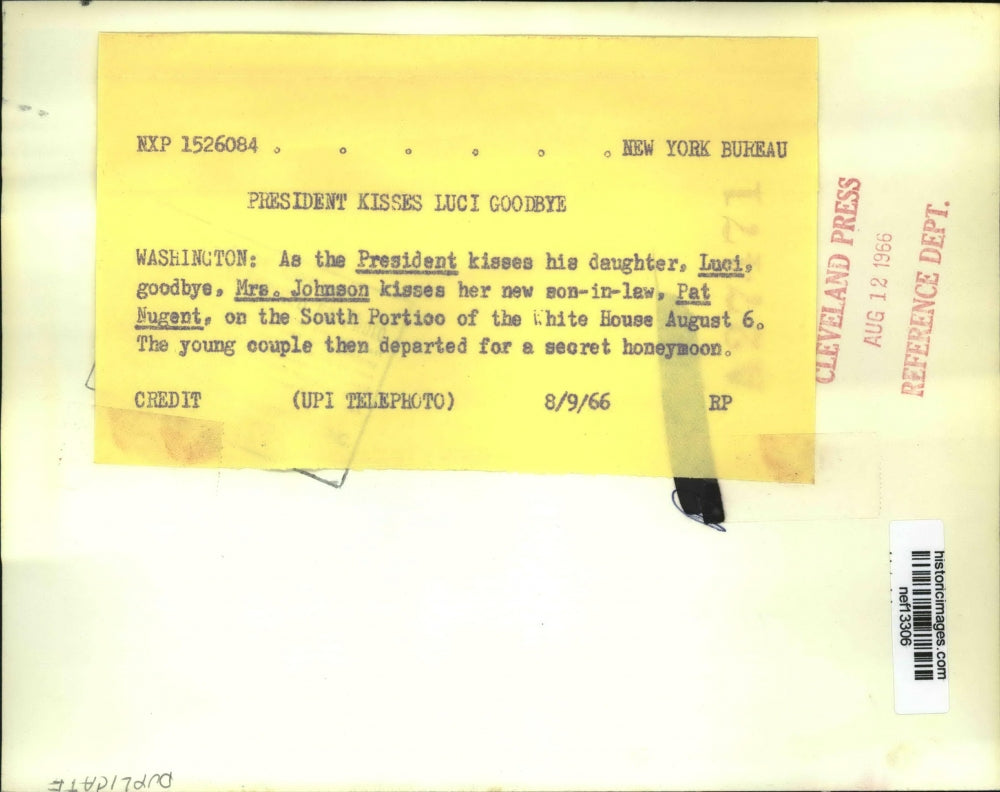 NXP 1526084 . . . . . . NEW YORK BUREAU
PRESIDENT KISSES LUCI GOODBYE
WASHINGTON: As the President kisses his daughter, Luci,
goodbye, Mrs. Johnson kisses her new son-in-law, Pat
Nugent, on the South Portico of the White House August 6.
The young couple then departed for a secret honeymoon.
CREDIT (UPI TELEPHOTO) 8/9/66 RP
CLEVELAND PRESS
AUG 12 1966
REFERENCE DEPT.
historicimages.com
nef13306
DUPLICATE